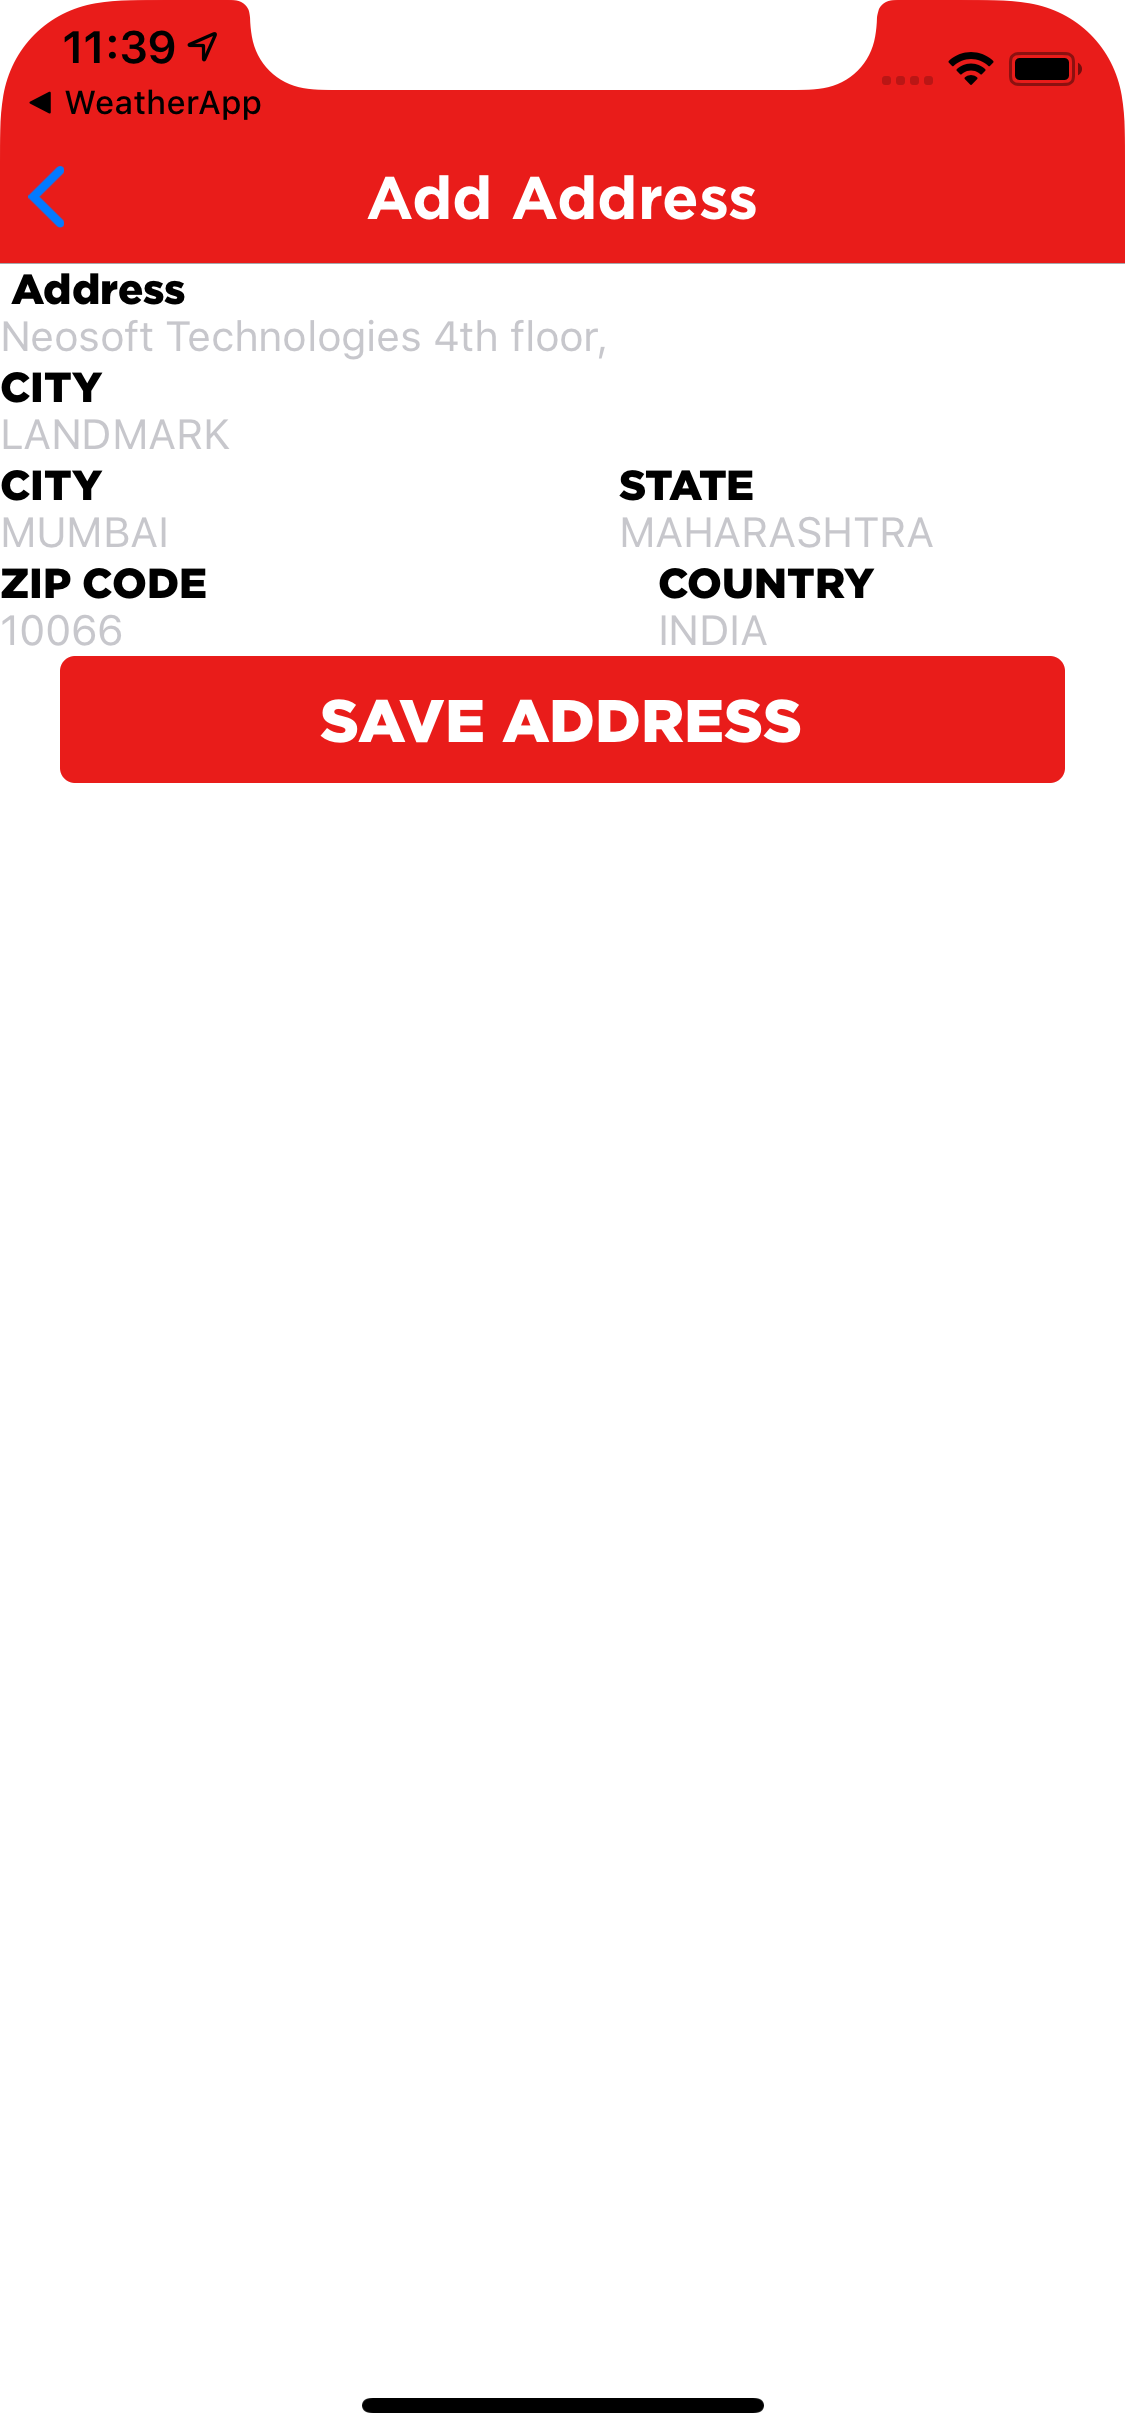 11:39
WeatherApp
Add Address
Address
Neosoft Technologies 4th floor,
CITY
LANDMARK
CITY STATE
MUMBAI MAHARASHTRA
ZIP CODE COUNTRY
10066 INDIA
SAVE ADDRESS